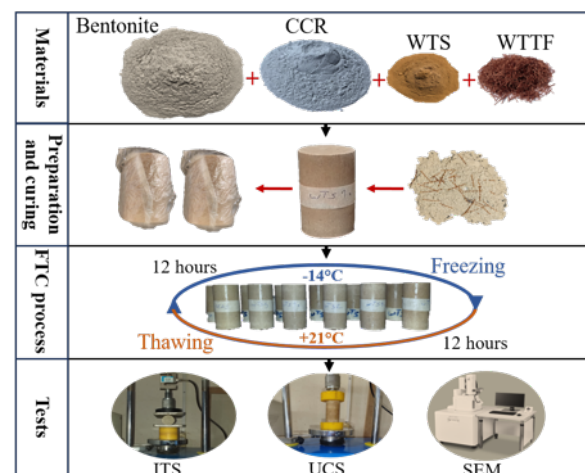 Materials
Bentonite
CCR
WTS
WTTF
+
+
+
Preparation
and curing
FTC process
12 hours
-14°C
Freezing
Thawing
+21°C
12 hours
Tests
ITS
UCS
SEM